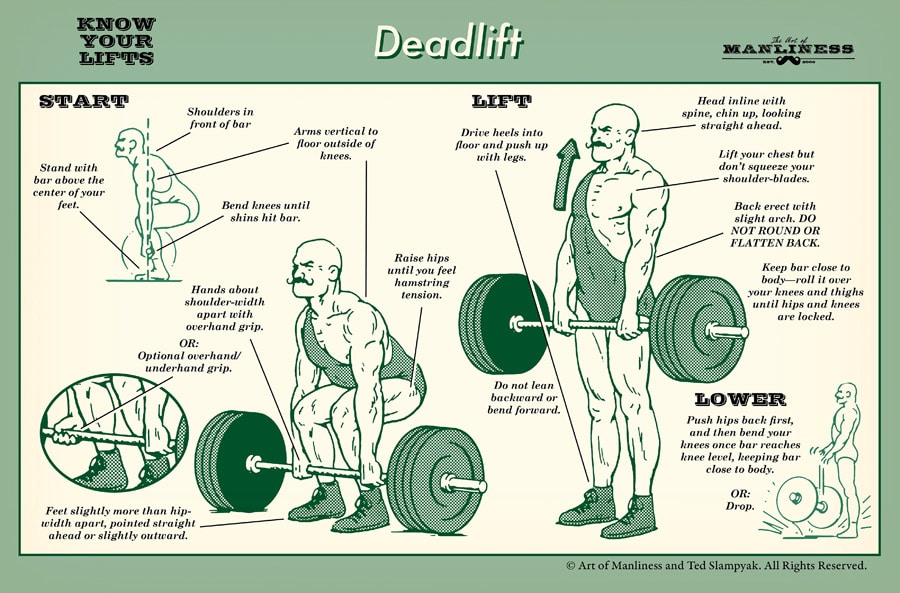 KNOW
YOUR
LIFTS
Deadlift
The Art of
MANLINESS
EST. 2008
START
Shoulders in
front of bar
Arms vertical to
floor outside of
knees.
Stand with
bar above the
center of your
feet.
Bend knees until
shins hit bar.
Raise hips
until you feel
hamstring
tension.
Hands about
shoulder-width
apart with
overhand grip.
OR:
Optional overhand/
underhand grip.
Feet slightly more than hip-
width apart, pointed straight
ahead or slightly outward.
LIFT
Drive heels into
floor and push up
with legs.
Head inline with
spine, chin up, looking
straight ahead.
Lift your chest but
don't squeeze your
shoulder-blades.
Back erect with
slight arch. DO
NOT ROUND OR
FLATTEN BACK.
Keep bar close to
body—roll it over
your knees and thighs
until hips and knees
are locked.
Do not lean
backward or
bend forward.
LOWER
Push hips back first,
and then bend your
knees once bar reaches
knee level, keeping bar
close to body.
OR:
Drop.
© Art of Manliness and Ted Slampyak. All Rights Reserved.